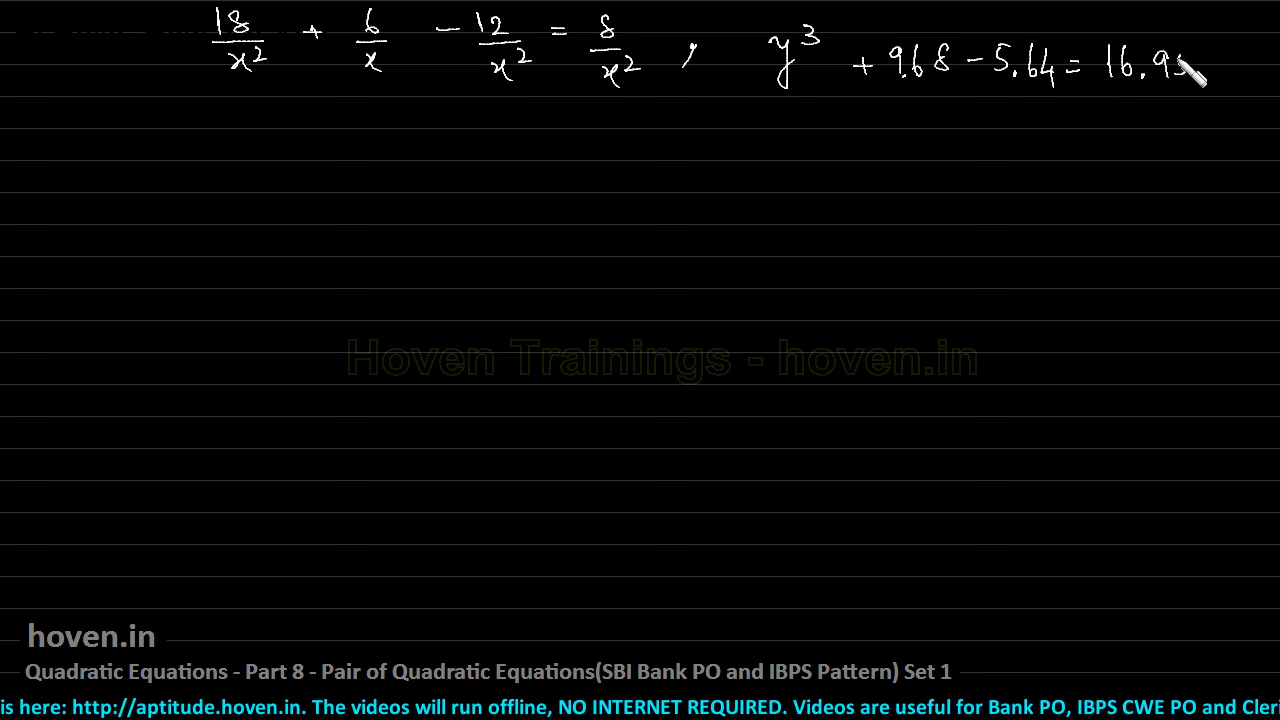 18/x² + 6/x - 12/x² = 8/x² , y³ + 9.68 - 5.64 = 16.95
Hoven Trainings - hoven.in
hoven.in
Quadratic Equations - Part 8 - Pair of Quadratic Equations(SBI Bank PO and IBPS Pattern) Set 1
is here: http://aptitude.hoven.in. The videos will run offline, NO INTERNET REQUIRED. Videos are useful for Bank PO, IBPS CWE PO and Cler